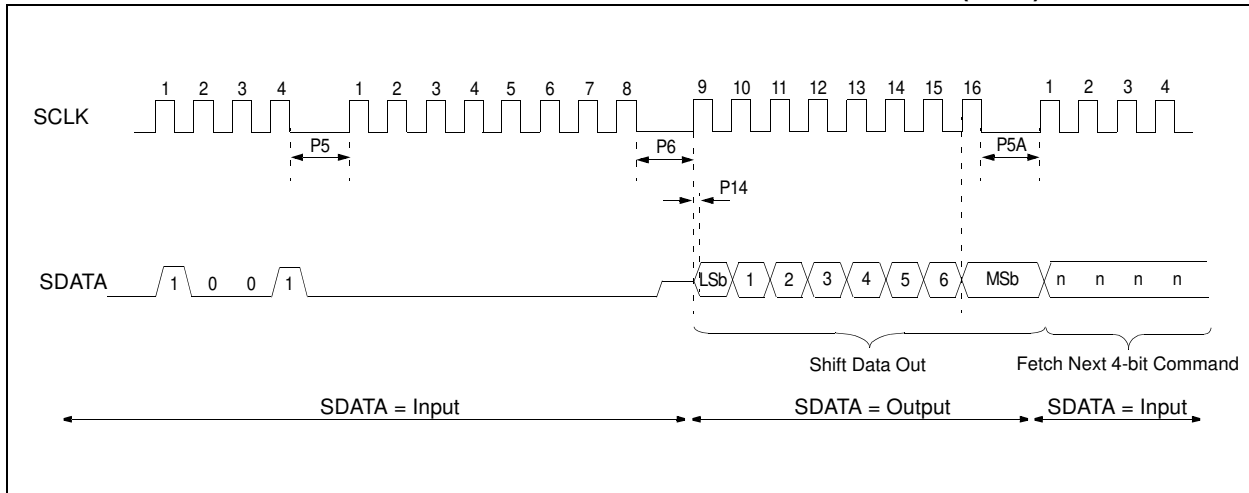 1 2 3 4 1 2 3 4 5 6 7 8 9 10 11 12 13 14 15 16 1 2 3 4
SCLK
P5 P6 P5A
P14
SDATA 1 0 0 1 LSb 1 2 3 4 5 6 MSb n n n n
Shift Data Out Fetch Next 4-bit Command
SDATA = Input SDATA = Output SDATA = Input